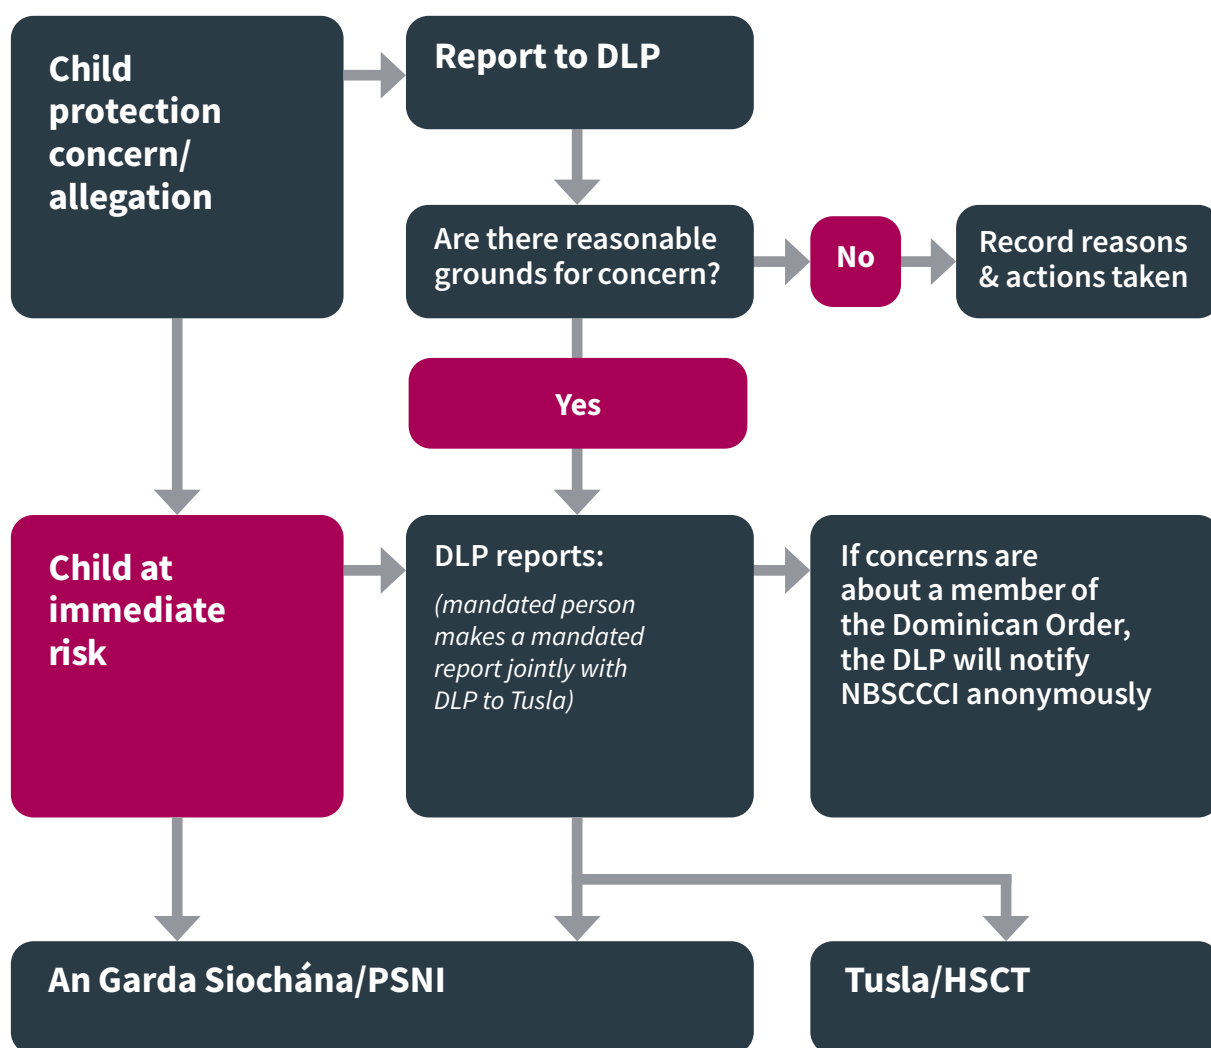 Child
protection
concern/
allegation
Report to DLP
Are there reasonable
grounds for concern?
No
Record reasons
& actions taken
Yes
Child at
immediate
risk
DLP reports:
(mandated person
makes a mandated
report jointly with
DLP to Tusla)
If concerns are
about a member of
the Dominican Order,
the DLP will notify
NBSCCCI anonymously
An Garda Siochána/PSNI
Tusla/HSCT